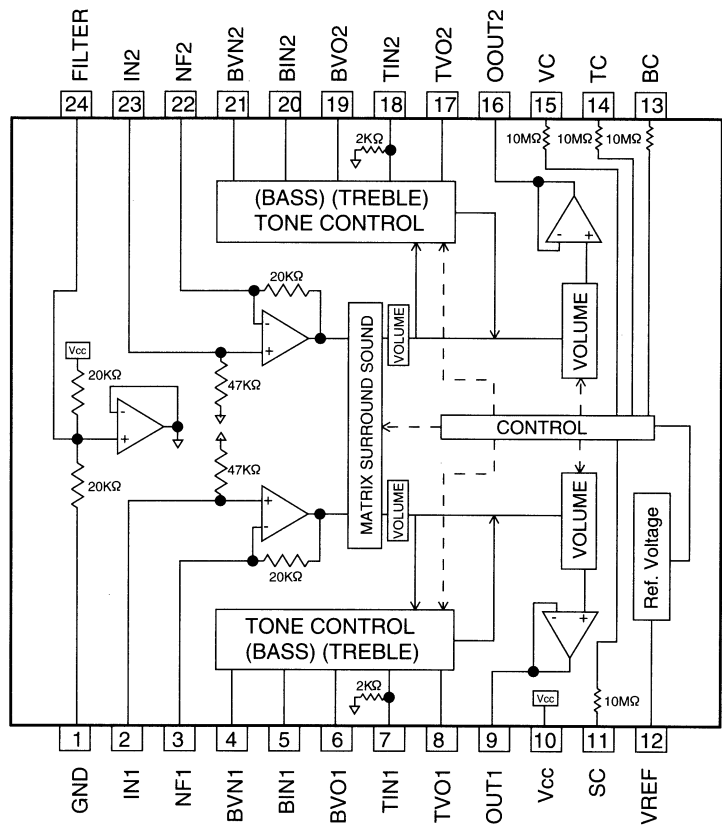 FILTER
IN2
NF2
BVN2
BIN2
BVO2
TIN2
TVO2
OOUT2
VC
TC
BC
24
23
22
21
20
19
18
17
16
15
14
13
2KΩ
10MΩ
10MΩ
10MΩ
(BASS) (TREBLE)
TONE CONTROL
- +
20KΩ
-
+
VOLUME
VOLUME
MATRIX SURROUND SOUND
Vcc
20KΩ
47KΩ
-
+
CONTROL
47KΩ
20KΩ
+
-
VOLUME
VOLUME
Ref. Voltage
20KΩ
TONE CONTROL
(BASS) (TREBLE)
- +
2KΩ
Vcc
10MΩ
1
2
3
4
5
6
7
8
9
10
11
12
GND
IN1
NF1
BVN1
BIN1
BVO1
TIN1
TVO1
OUT1
Vcc
SC
VREF